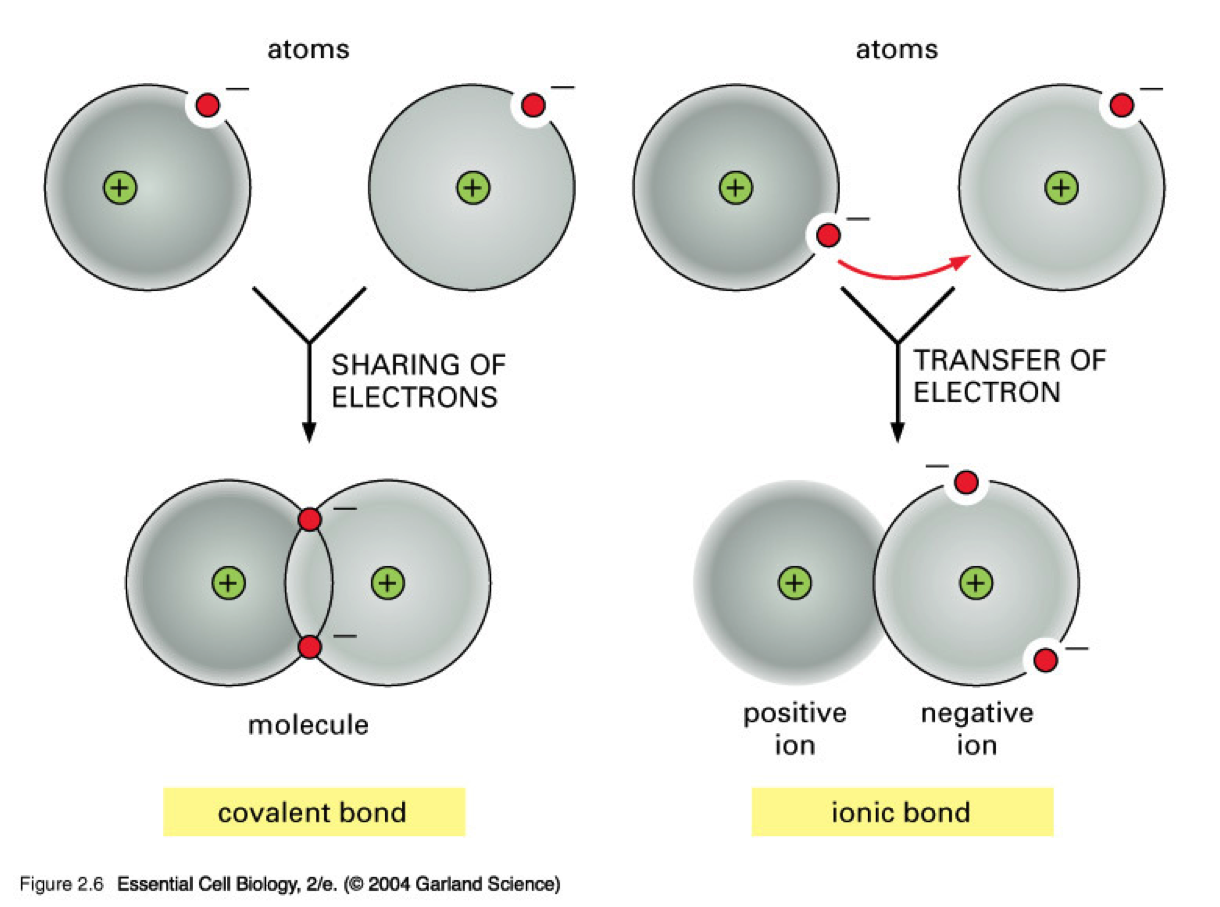 atoms
atoms
—
—
—
—
+
+
+
+
SHARING OF
ELECTRONS
TRANSFER OF
ELECTRON
—
—
—
—
+
+
+
+
molecule
positive
ion
negative
ion
covalent bond
ionic bond
Figure 2.6 Essential Cell Biology, 2/e. (© 2004 Garland Science)